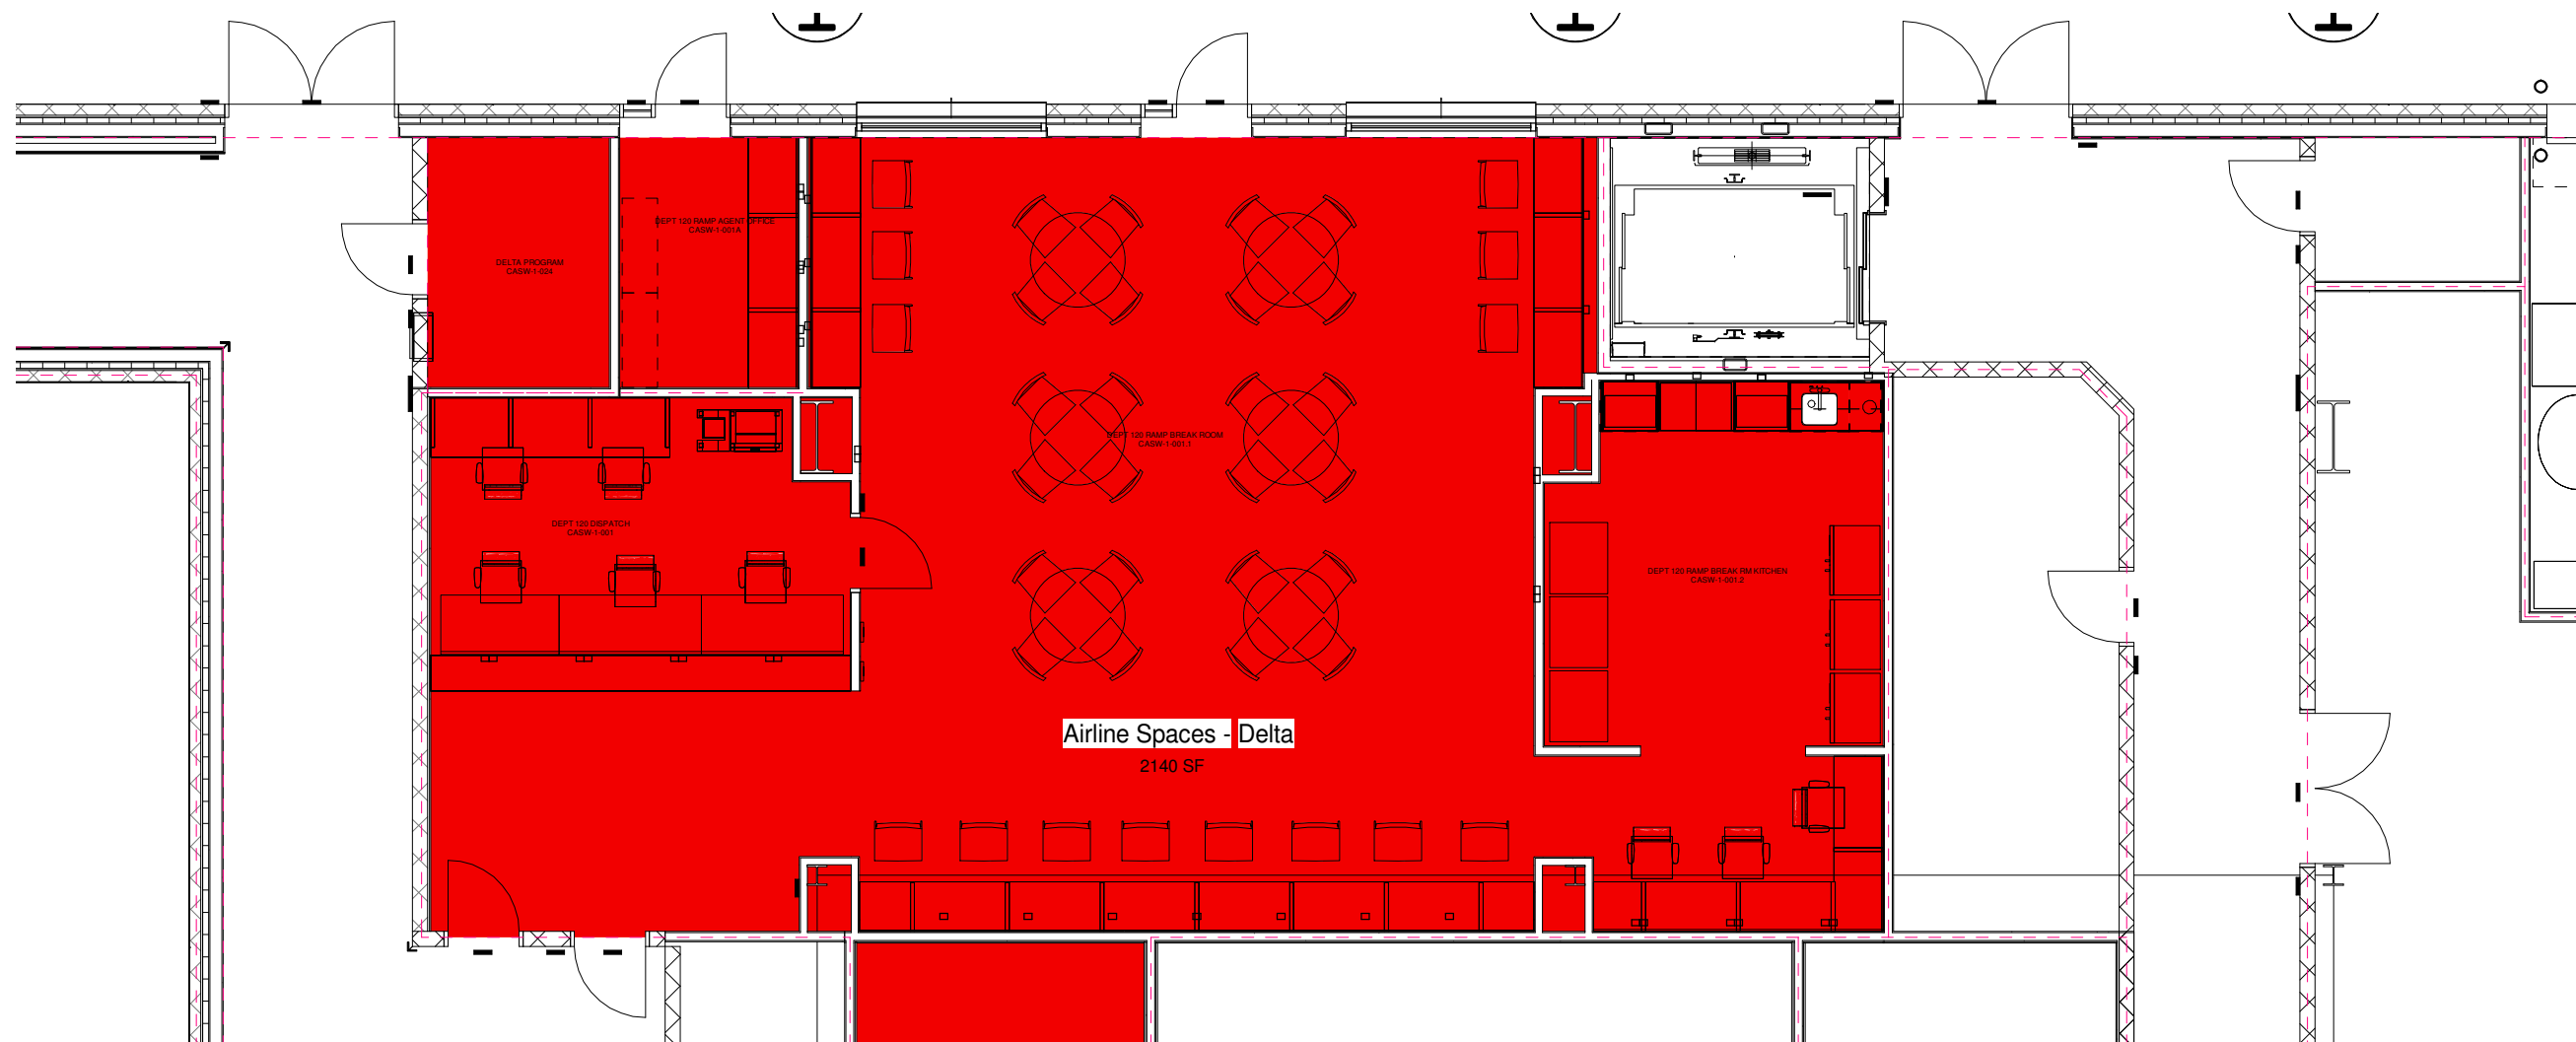 DEPT 120 RAMP AGENT OFFICE
CASW-1-001A
DELTA PROGRAM
CASW-1-024
DEPT 120 RAMP BREAK ROOM
CASW-1-001.1
DEPT 120 DISPATCH
CASW-1-001
DEPT 120 RAMP BREAK RM KITCHEN
CASW-1-001.2
Airline Spaces - Delta
2140 SF